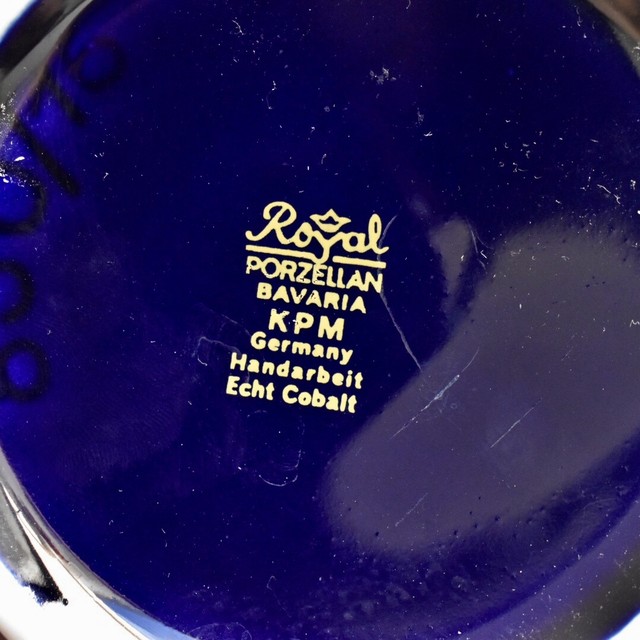 Royal
PORZELLAN
BAVARIA
KPM
Germany
Handarbeit
Echt Cobalt